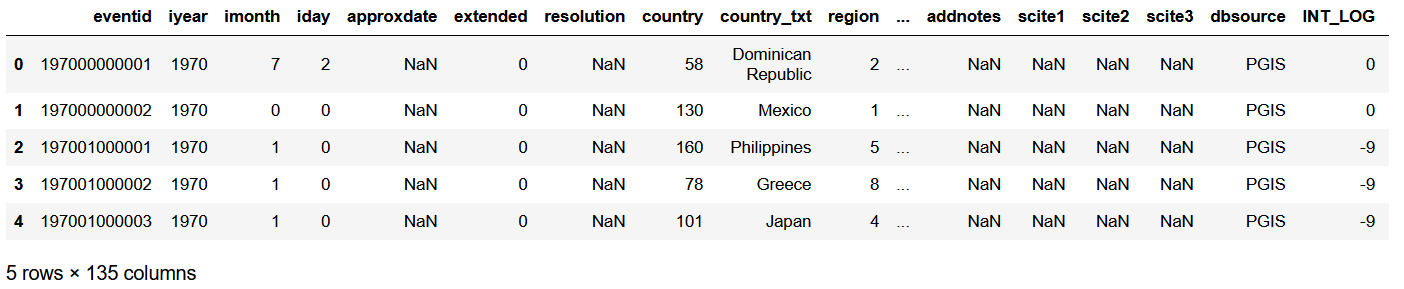 eventid iyear imonth iday approxdate extended resolution country country_txt region ... addnotes scite1 scite2 scite3 dbsource INT_LOG
0 197000000001 1970 7 2 NaN 0 NaN 58 Dominican Republic 2 ... NaN NaN NaN NaN PGIS 0
1 197000000002 1970 0 0 NaN 0 NaN 130 Mexico 1 ... NaN NaN NaN NaN PGIS 0
2 197001000001 1970 1 0 NaN 0 NaN 160 Philippines 5 ... NaN NaN NaN NaN PGIS -9
3 197001000002 1970 1 0 NaN 0 NaN 78 Greece 8 ... NaN NaN NaN NaN PGIS -9
4 197001000003 1970 1 0 NaN 0 NaN 101 Japan 4 ... NaN NaN NaN NaN PGIS -9
5 rows × 135 columns